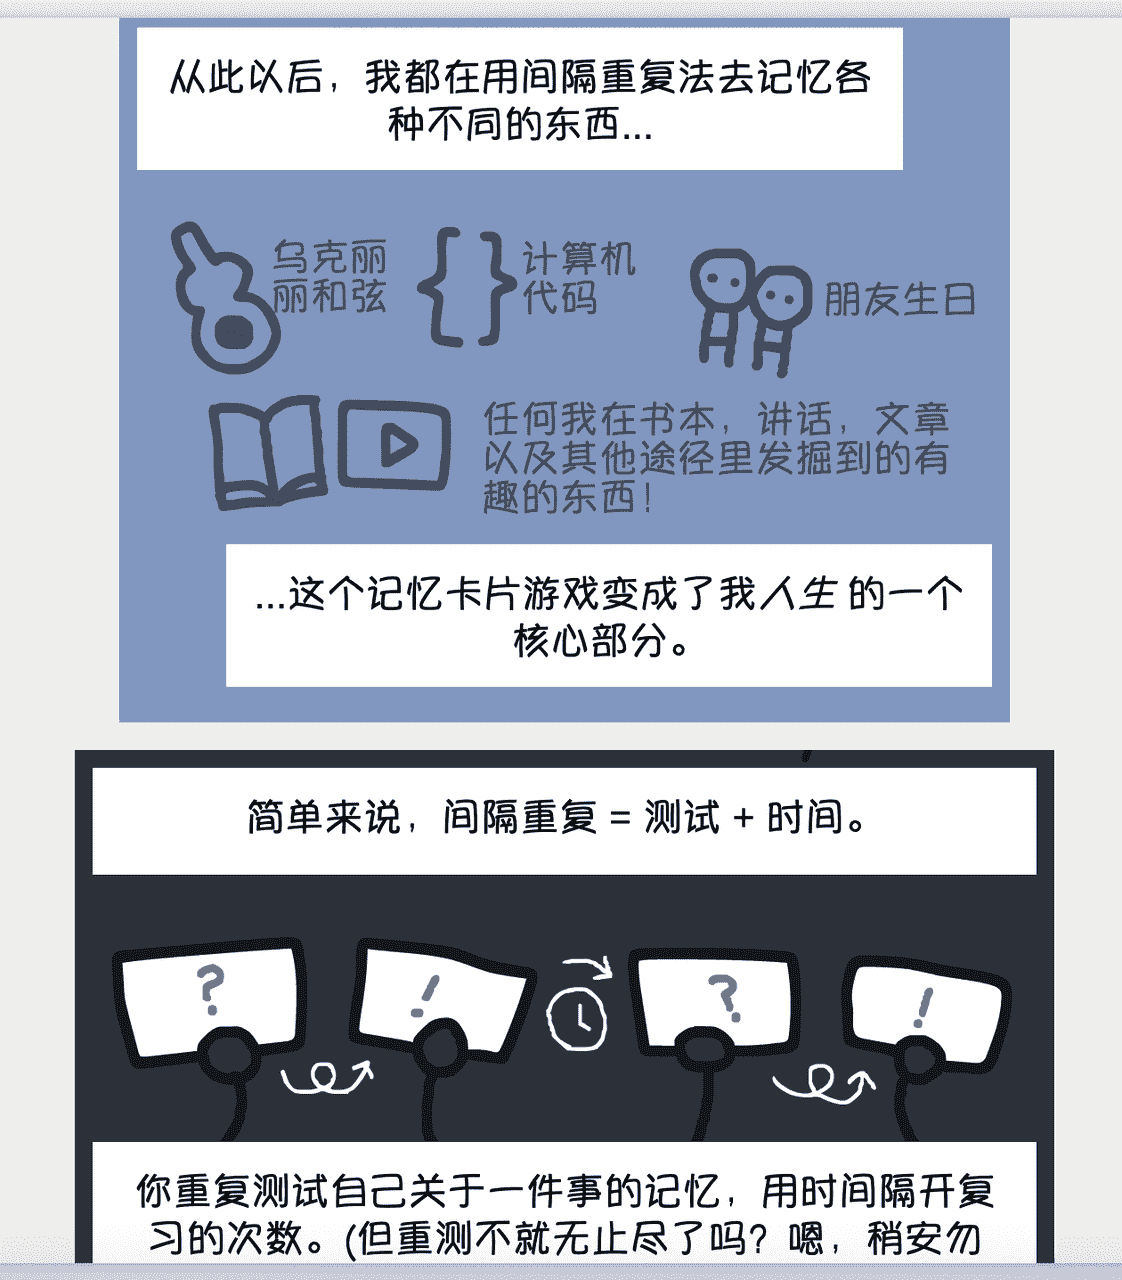 从此以后，我都在用间隔重复法去记忆各
种不同的东西...
乌克丽
丽和弦
计算机
代码
朋友生日
任何我在书本，讲话，文章
以及其他途径里发掘到的有
趣的东西！
...这个记忆卡片游戏变成了我人生 的一个
核心部分。
简单来说，间隔重复 = 测试 + 时间。
? ! ? !
你重复测试自己关于一件事的记忆，用时间隔开复
习的次数。(但重测不就无止尽了吗？嗯，稍安勿